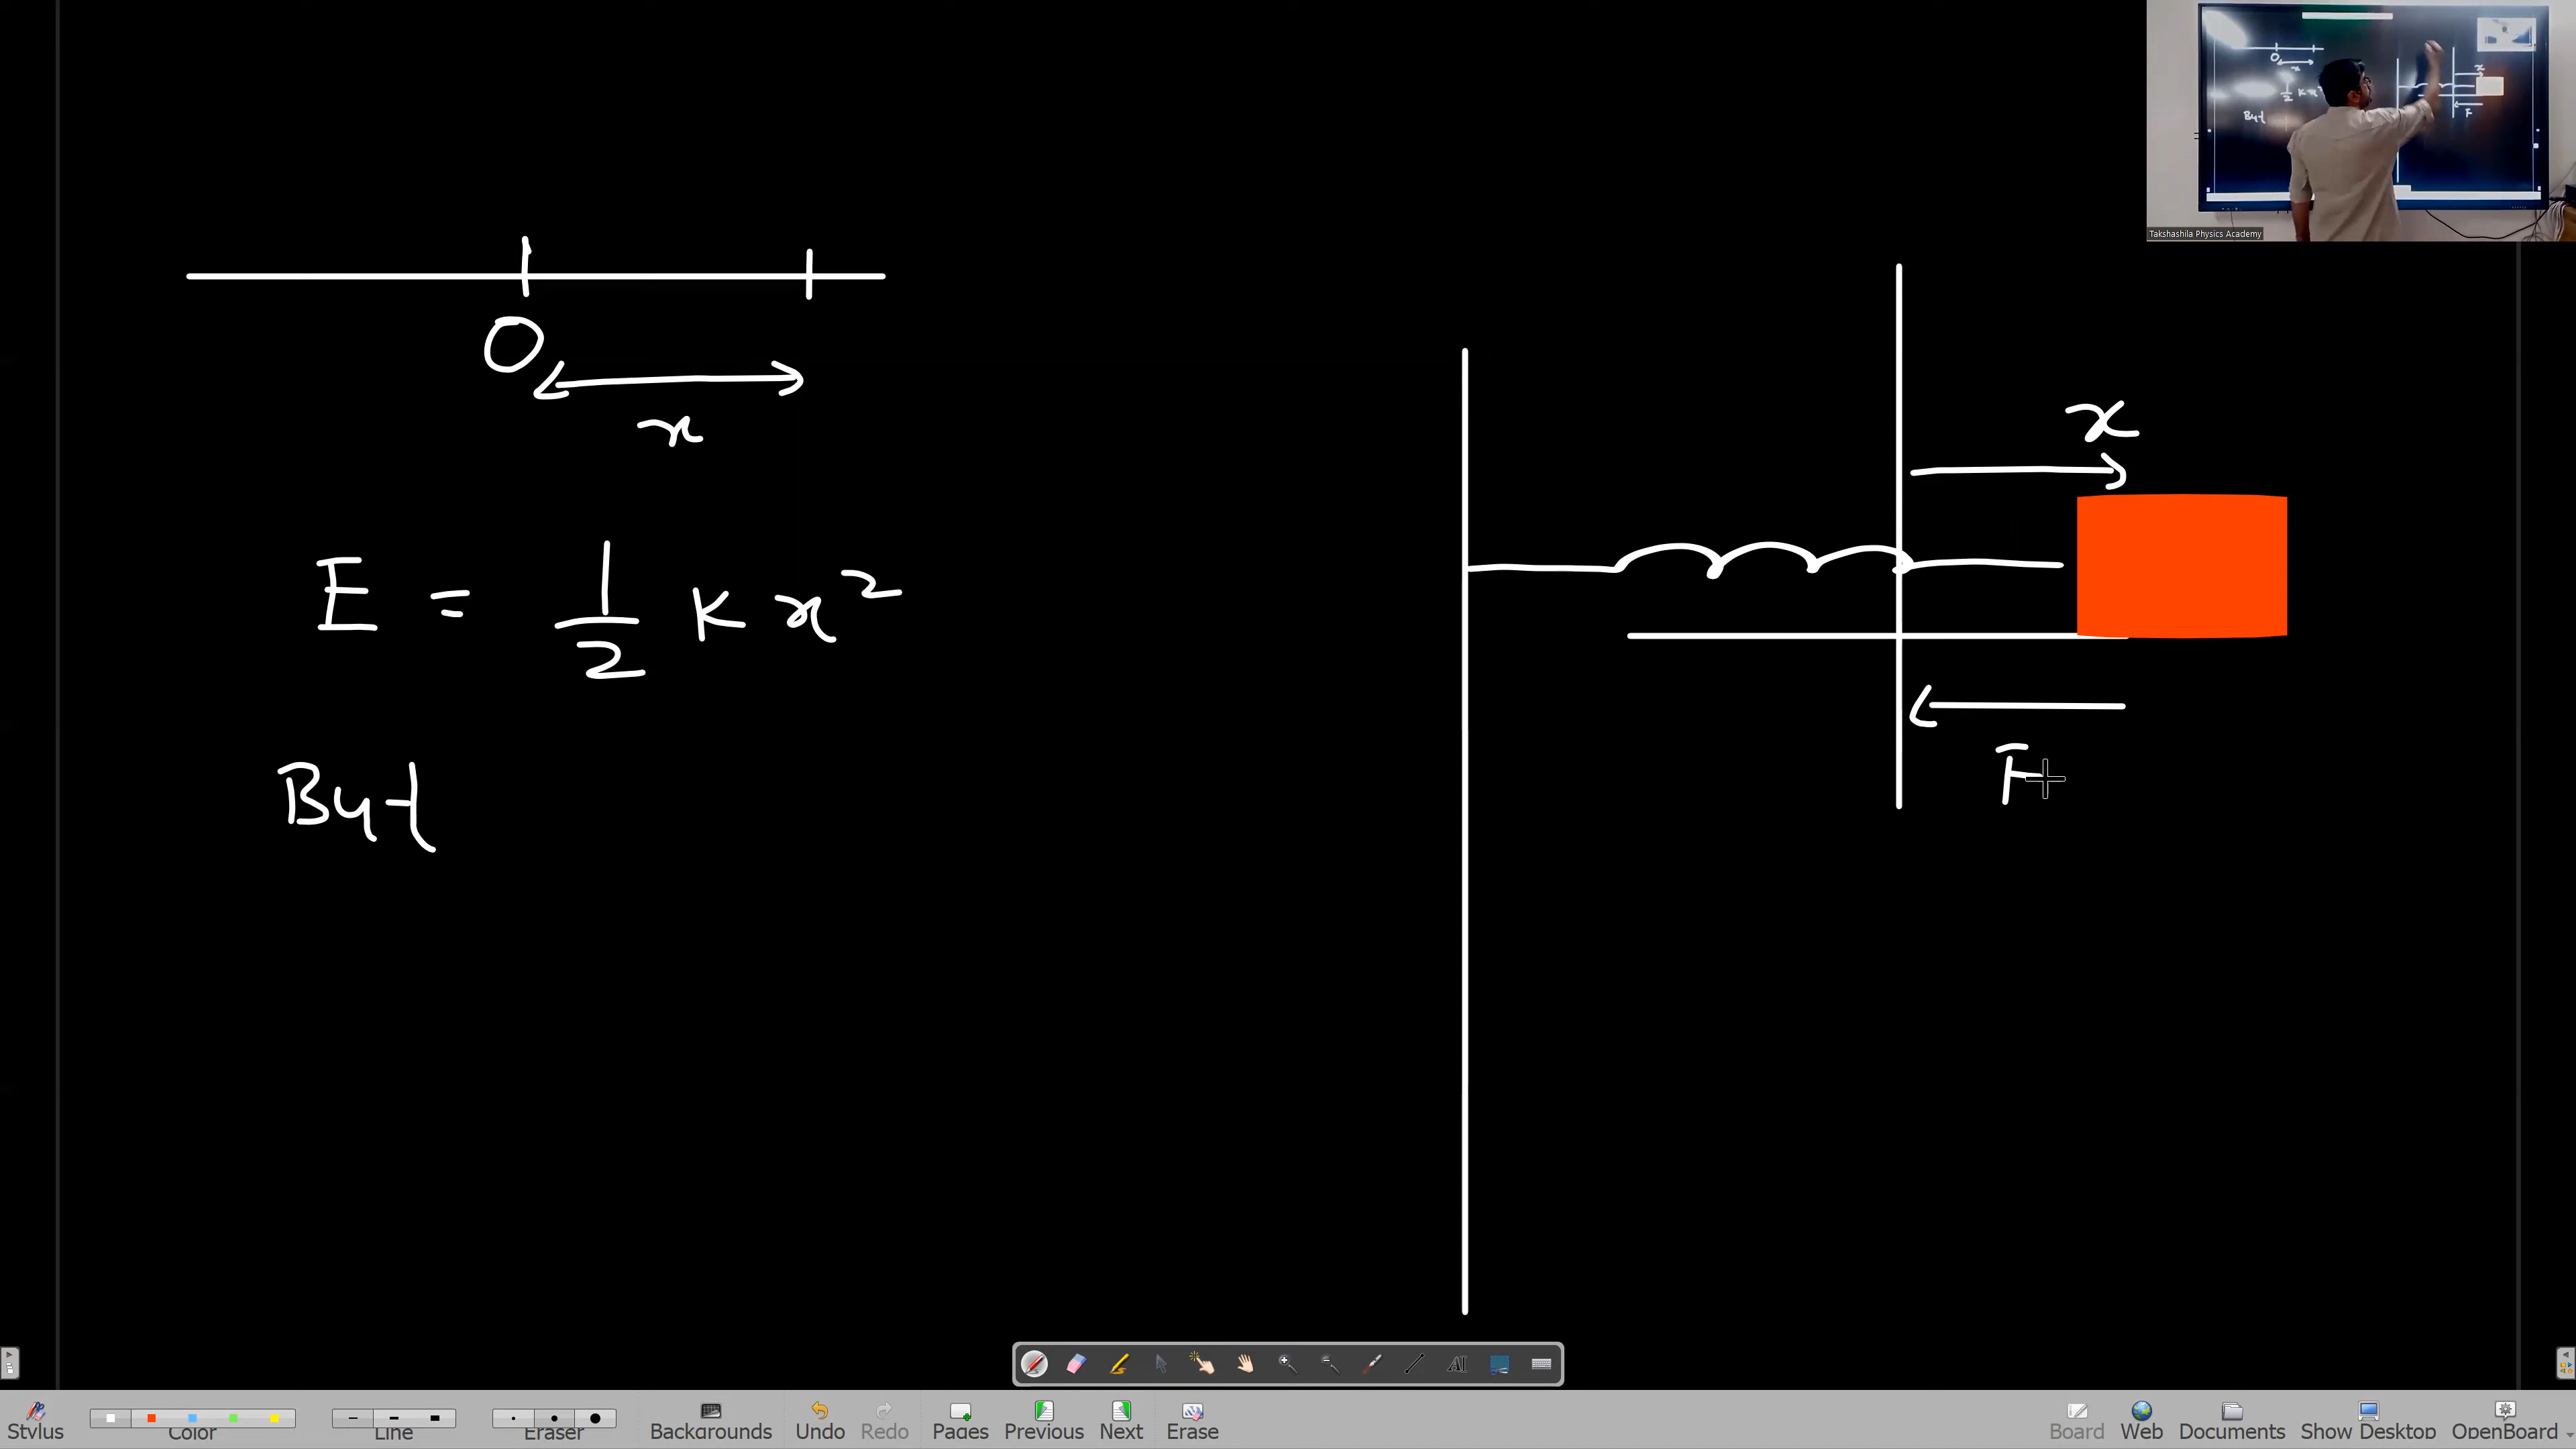 Takshashila Physics Academy
O
x
E = 1/2 K x²
But
x
F
Stylus
Color
Line
Eraser
Backgrounds
Undo
Redo
Pages
Previous
Next
Erase
Board
Web
Documents
Show Desktop
OpenBoard